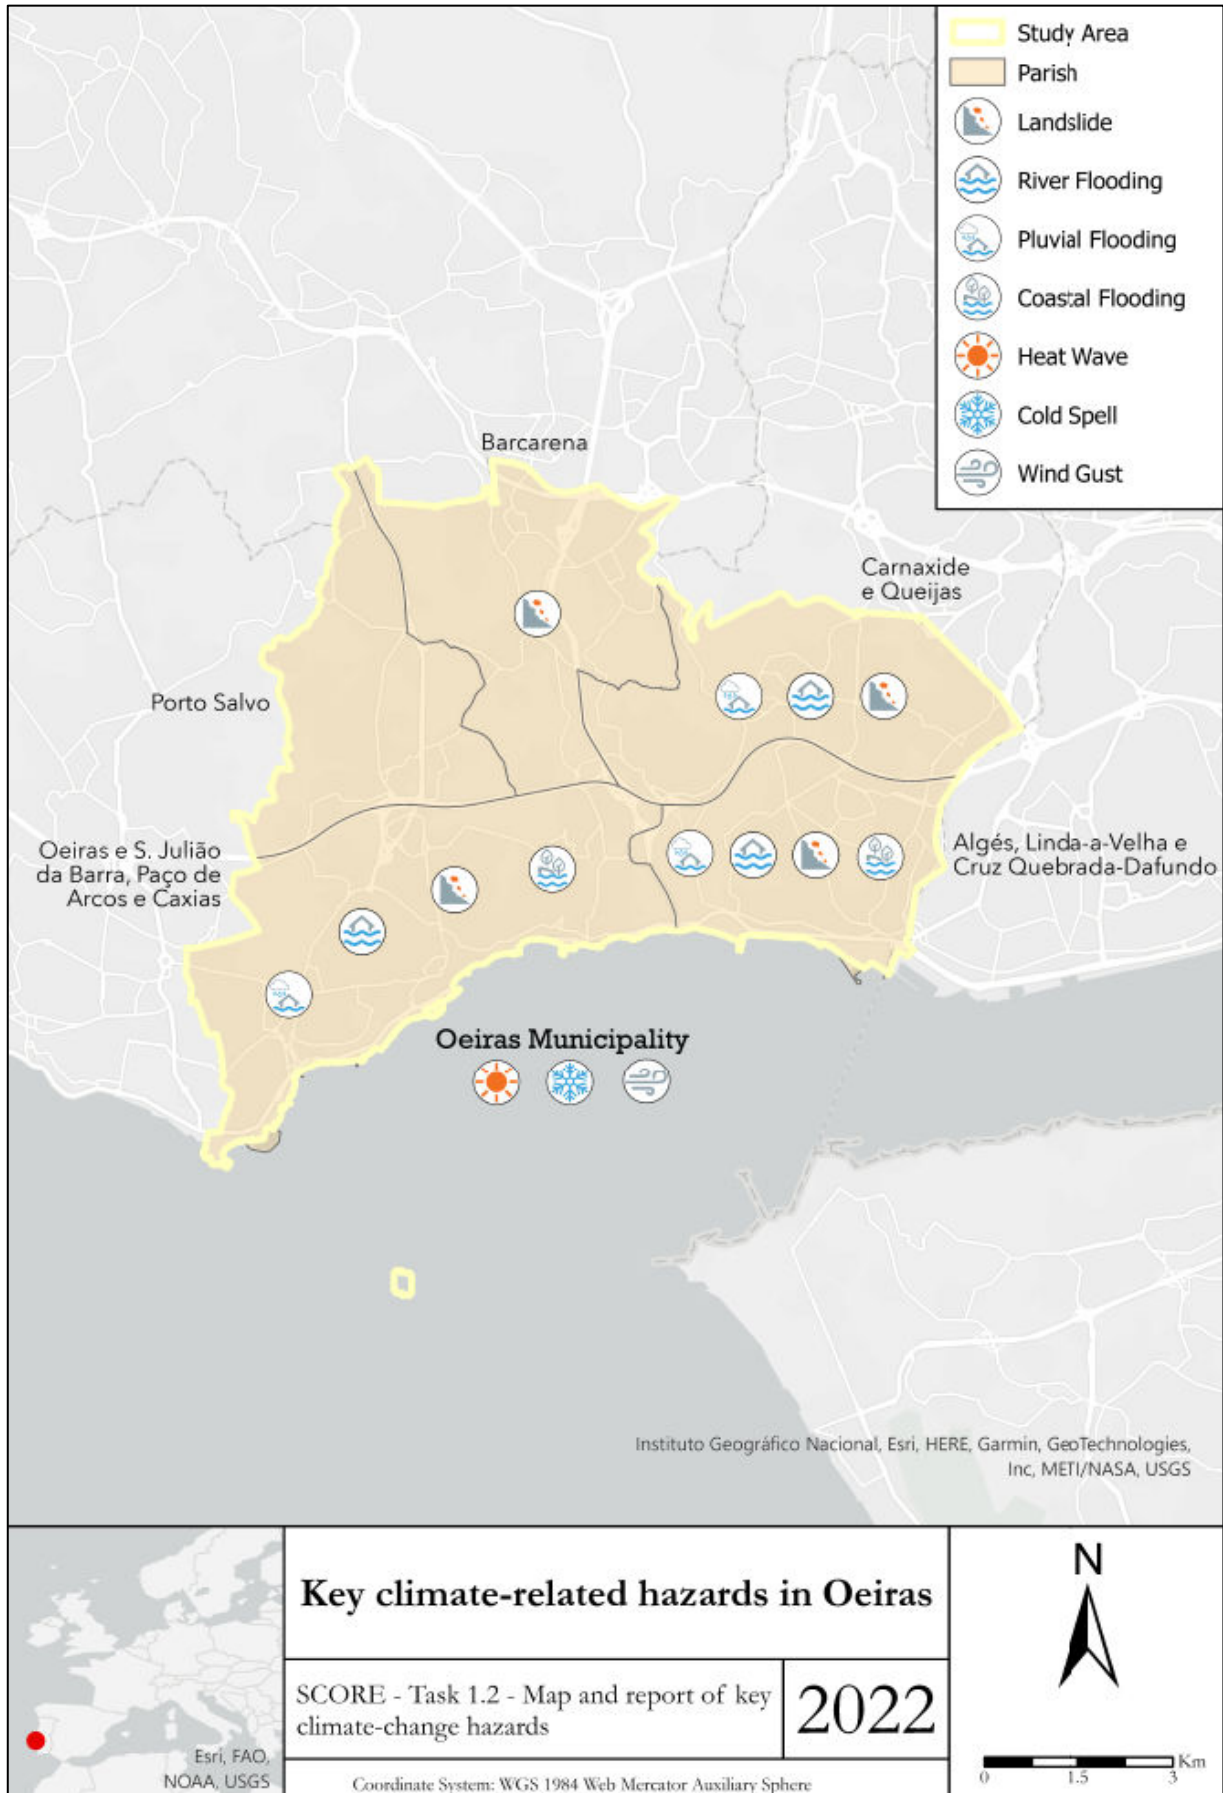 Study Area
Parish
Landslide
River Flooding
Pluvial Flooding
Coastal Flooding
Heat Wave
Cold Spell
Wind Gust
Barcarena
Carnaxide
e Queijas
Porto Salvo
Oeiras e S. Julião
da Barra, Paço de
Arcos e Caxias
Algés, Linda-a-Velha e
Cruz Quebrada-Dafundo
Oeiras Municipality
Instituto Geográfico Nacional, Esri, HERE, Garmin, GeoTechnologies,
Inc, METI/NASA, USGS
Esri, FAO,
NOAA, USGS
Key climate-related hazards in Oeiras
SCORE - Task 1.2 - Map and report of key
climate-change hazards
2022
Coordinate System: WGS 1984 Web Mercator Auxiliary Sphere
N
Km
0 1.5 3